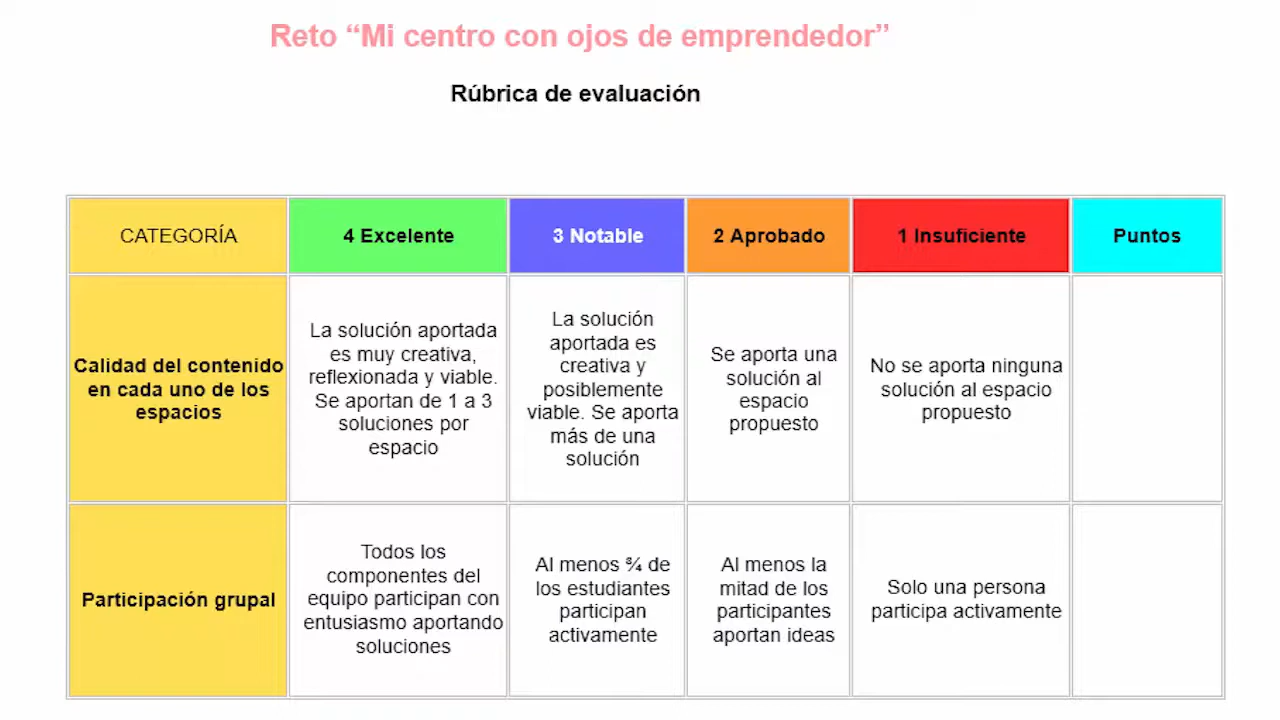 Reto “Mi centro con ojos de emprendedor”
Rúbrica de evaluación
CATEGORÍA
4 Excelente
3 Notable
2 Aprobado
1 Insuficiente
Puntos
Calidad del contenido
en cada uno de los
espacios
La solución aportada
es muy creativa,
reflexionada y viable.
Se aportan de 1 a 3
soluciones por
espacio
La solución
aportada es
creativa y
posiblemente
viable. Se aporta
más de una
solución
Se aporta una
solución al
espacio
propuesto
No se aporta ninguna
solución al espacio
propuesto
Participación grupal
Todos los
componentes del
equipo participan con
entusiasmo aportando
soluciones
Al menos ¾ de
los estudiantes
participan
activamente
Al menos la
mitad de los
participantes
aportan ideas
Solo una persona
participa activamente